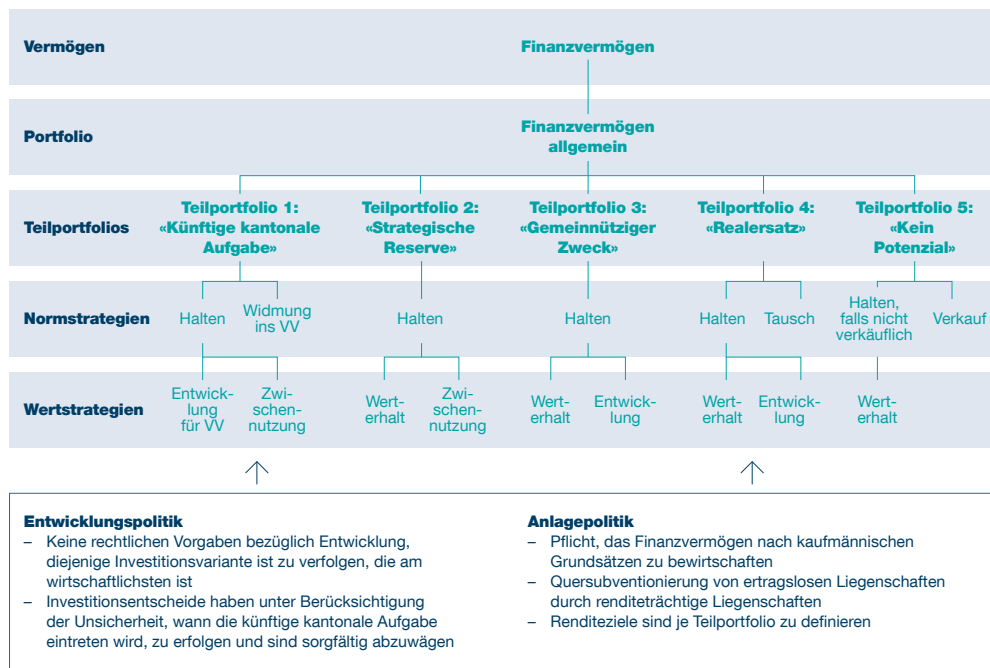 Vermögen
Finanzvermögen
Portfolio
Finanzvermögen
allgemein
Teilportfolios
Teilportfolio 1:
«Künftige kantonale
Aufgabe»
Teilportfolio 2:
«Strategische
Reserve»
Teilportfolio 3:
«Gemeinnütziger
Zweck»
Teilportfolio 4:
«Realersatz»
Teilportfolio 5:
«Kein
Potenzial»
Normstrategien
Halten
Widmung
ins VV
Halten
Halten
Halten
Tausch
Halten,
falls nicht
verkäuflich
Verkauf
Wertstrategien
Entwick-
lung
für VV
Zwi-
schen-
nutzung
Wert-
erhalt
Zwi-
schen-
nutzung
Wert-
erhalt
Entwick-
lung
Wert-
erhalt
Entwick-
lung
Wert-
erhalt
Entwicklungspolitik
– Keine rechtlichen Vorgaben bezüglich Entwicklung,
diejenige Investitionsvariante ist zu verfolgen, die am
wirtschaftlichsten ist
– Investitionsentscheide haben unter Berücksichtigung
der Unsicherheit, wann die künftige kantonale Aufgabe
eintreten wird, zu erfolgen und sind sorgfältig abzuwägen
Anlagepolitik
– Pflicht, das Finanzvermögen nach kaufmännischen
Grundsätzen zu bewirtschaften
– Quersubventionierung von ertragslosen Liegenschaften
durch renditeträchtige Liegenschaften
– Renditeziele sind je Teilportfolio zu definieren